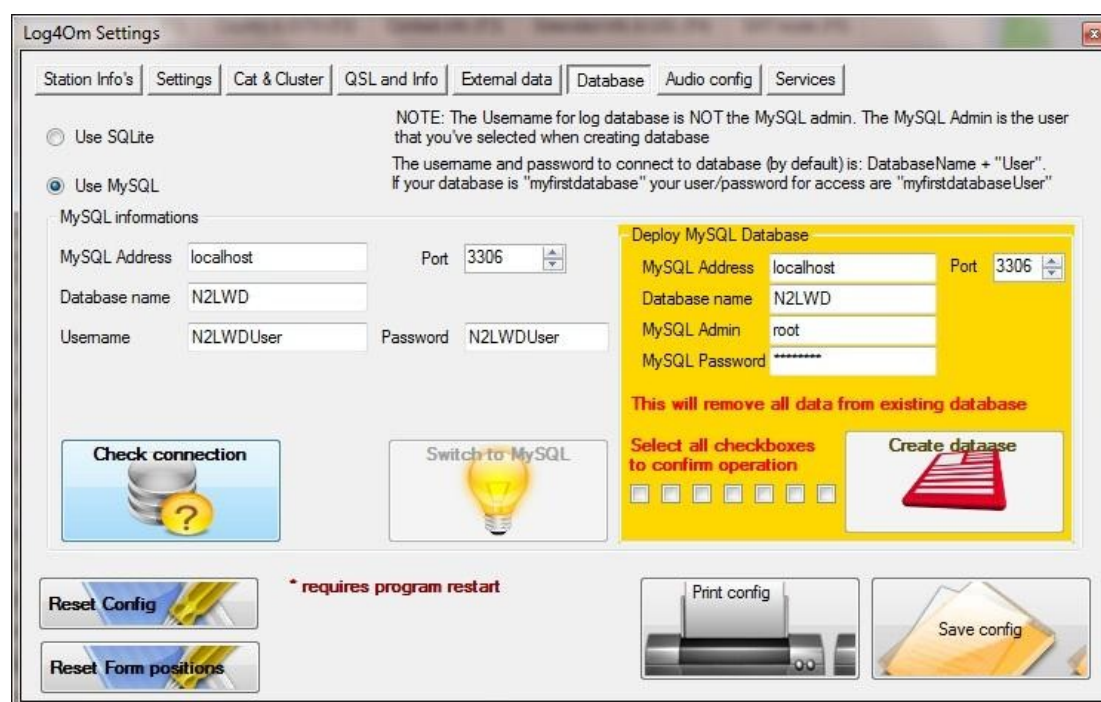 Log4Om Settings
Station Info's Settings Cat & Cluster QSL and Info External data Database Audio config Services
Use SQLite
Use MySQL
NOTE: The Username for log database is NOT the MySQL admin. The MySQL Admin is the user
that you've selected when creating database
The username and password to connect to database (by default) is: DatabaseName + "User".
If your database is "myfirstdatabase" your user/password for access are "myfirstdatabaseUser"
MySQL informations
MySQL Address localhost Port 3306
Database name N2LWD
Username N2LWDUser Password N2LWDUser
Deploy MySQL Database
MySQL Address localhost Port 3306
Database name N2LWD
MySQL Admin root
MySQL Password ********
This will remove all data from existing database
Select all checkboxes
to confirm operation
Create dataase
Check connection
Switch to MySQL
Reset Config
* requires program restart
Print config
Save config
Reset Form positions